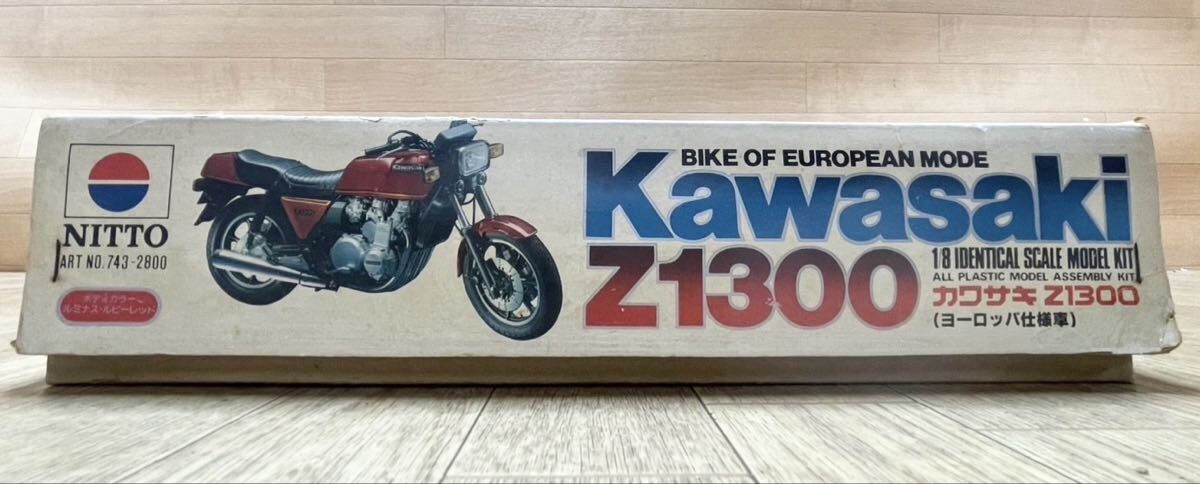 NITTO
ART NO. 743-2800
ボディカラー
ルミナス・ルビーレッド
BIKE OF EUROPEAN MODE
Kawasaki
Z1300
1/8 IDENTICAL SCALE MODEL KIT
ALL PLASTIC MODEL ASSEMBLY KIT
カワサキ Z1300
(ヨーロッパ仕様車)